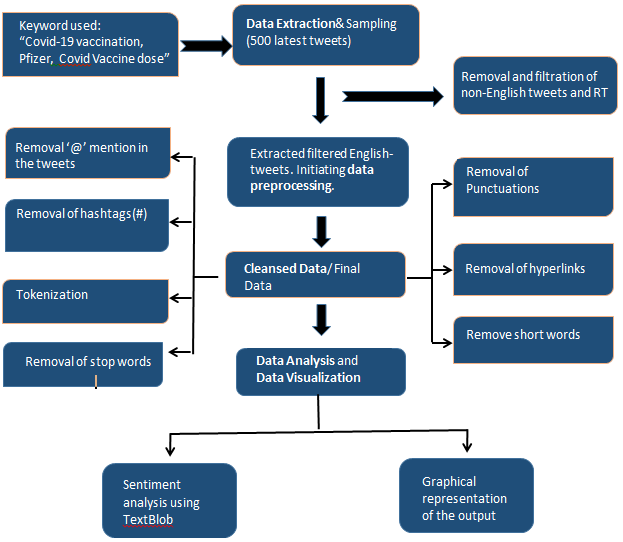 Keyword used:
“Covid-19 vaccination,
Pfizer, Covid Vaccine dose”
Data Extraction& Sampling
(500 latest tweets)
Removal and filtration of
non-English tweets and RT
Removal ‘@’ mention in
the tweets
Extracted filtered English-
tweets. Initiating data
preprocessing.
Removal of
Punctuations
Removal of hashtags(#)
Cleansed Data/ Final
Data
Removal of hyperlinks
Tokenization
Remove short words
Removal of stop words
Data Analysis and
Data Visualization
Sentiment
analysis using
TextBlob
Graphical
representation
of the output